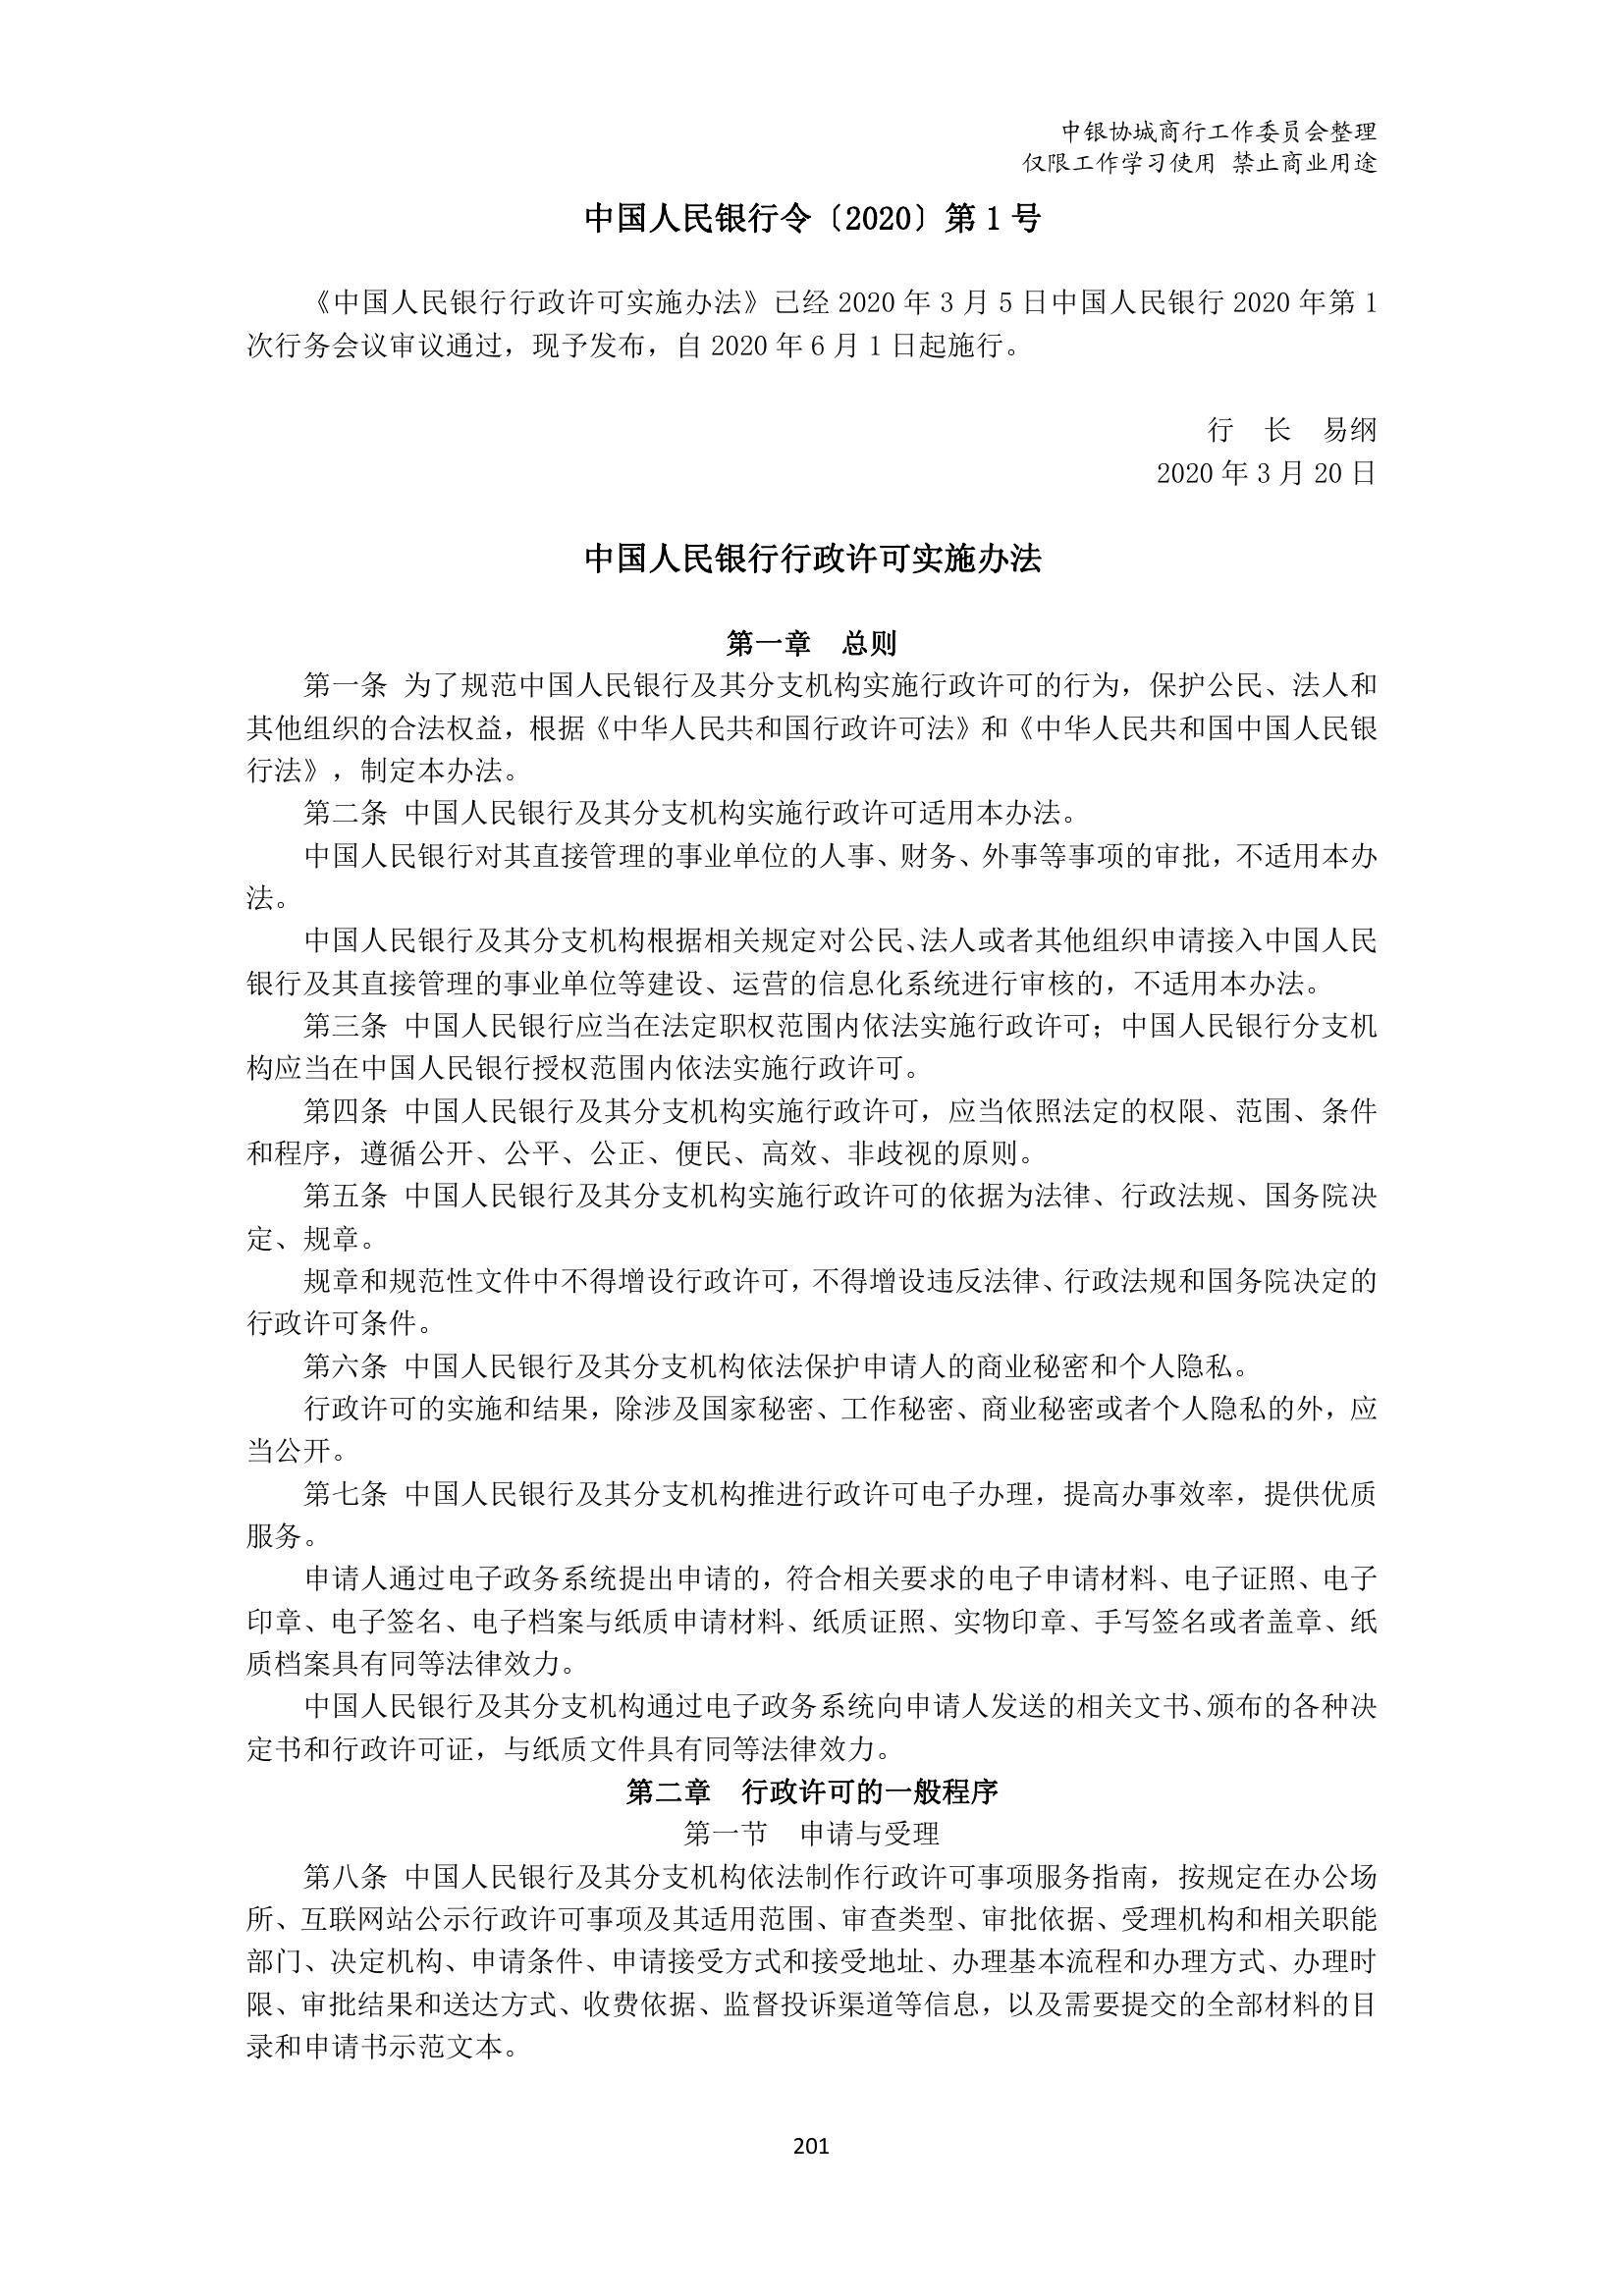 中银协城商行工作委员会整理
仅限工作学习使用 禁止商业用途
中国人民银行令〔2020〕第 1 号
《中国人民银行行政许可实施办法》已经 2020 年 3 月 5 日中国人民银行 2020 年第 1
次行务会议审议通过，现予发布，自 2020 年 6 月 1 日起施行。
行　长　易纲
2020 年 3 月 20 日
中国人民银行行政许可实施办法
第一章　总则
第一条 为了规范中国人民银行及其分支机构实施行政许可的行为，保护公民、法人和
其他组织的合法权益，根据《中华人民共和国行政许可法》和《中华人民共和国中国人民银
行法》，制定本办法。
第二条 中国人民银行及其分支机构实施行政许可适用本办法。
中国人民银行对其直接管理的事业单位的人事、财务、外事等事项的审批，不适用本办
法。
中国人民银行及其分支机构根据相关规定对公民、法人或者其他组织申请接入中国人民
银行及其直接管理的事业单位等建设、运营的信息化系统进行审核的，不适用本办法。
第三条 中国人民银行应当在法定职权范围内依法实施行政许可；中国人民银行分支机
构应当在中国人民银行授权范围内依法实施行政许可。
第四条 中国人民银行及其分支机构实施行政许可，应当依照法定的权限、范围、条件
和程序，遵循公开、公平、公正、便民、高效、非歧视的原则。
第五条 中国人民银行及其分支机构实施行政许可的依据为法律、行政法规、国务院决
定、规章。
规章和规范性文件中不得增设行政许可，不得增设违反法律、行政法规和国务院决定的
行政许可条件。
第六条 中国人民银行及其分支机构依法保护申请人的商业秘密和个人隐私。
行政许可的实施和结果，除涉及国家秘密、工作秘密、商业秘密或者个人隐私的外，应
当公开。
第七条 中国人民银行及其分支机构推进行政许可电子办理，提高办事效率，提供优质
服务。
申请人通过电子政务系统提出申请的，符合相关要求的电子申请材料、电子证照、电子
印章、电子签名、电子档案与纸质申请材料、纸质证照、实物印章、手写签名或者盖章、纸
质档案具有同等法律效力。
中国人民银行及其分支机构通过电子政务系统向申请人发送的相关文书、颁布的各种决
定书和行政许可证，与纸质文件具有同等法律效力。
第二章　行政许可的一般程序
第一节　申请与受理
第八条 中国人民银行及其分支机构依法制作行政许可事项服务指南，按规定在办公场
所、互联网站公示行政许可事项及其适用范围、审查类型、审批依据、受理机构和相关职能
部门、决定机构、申请条件、申请接受方式和接受地址、办理基本流程和办理方式、办理时
限、审批结果和送达方式、收费依据、监督投诉渠道等信息，以及需要提交的全部材料的目
录和申请书示范文本。
201